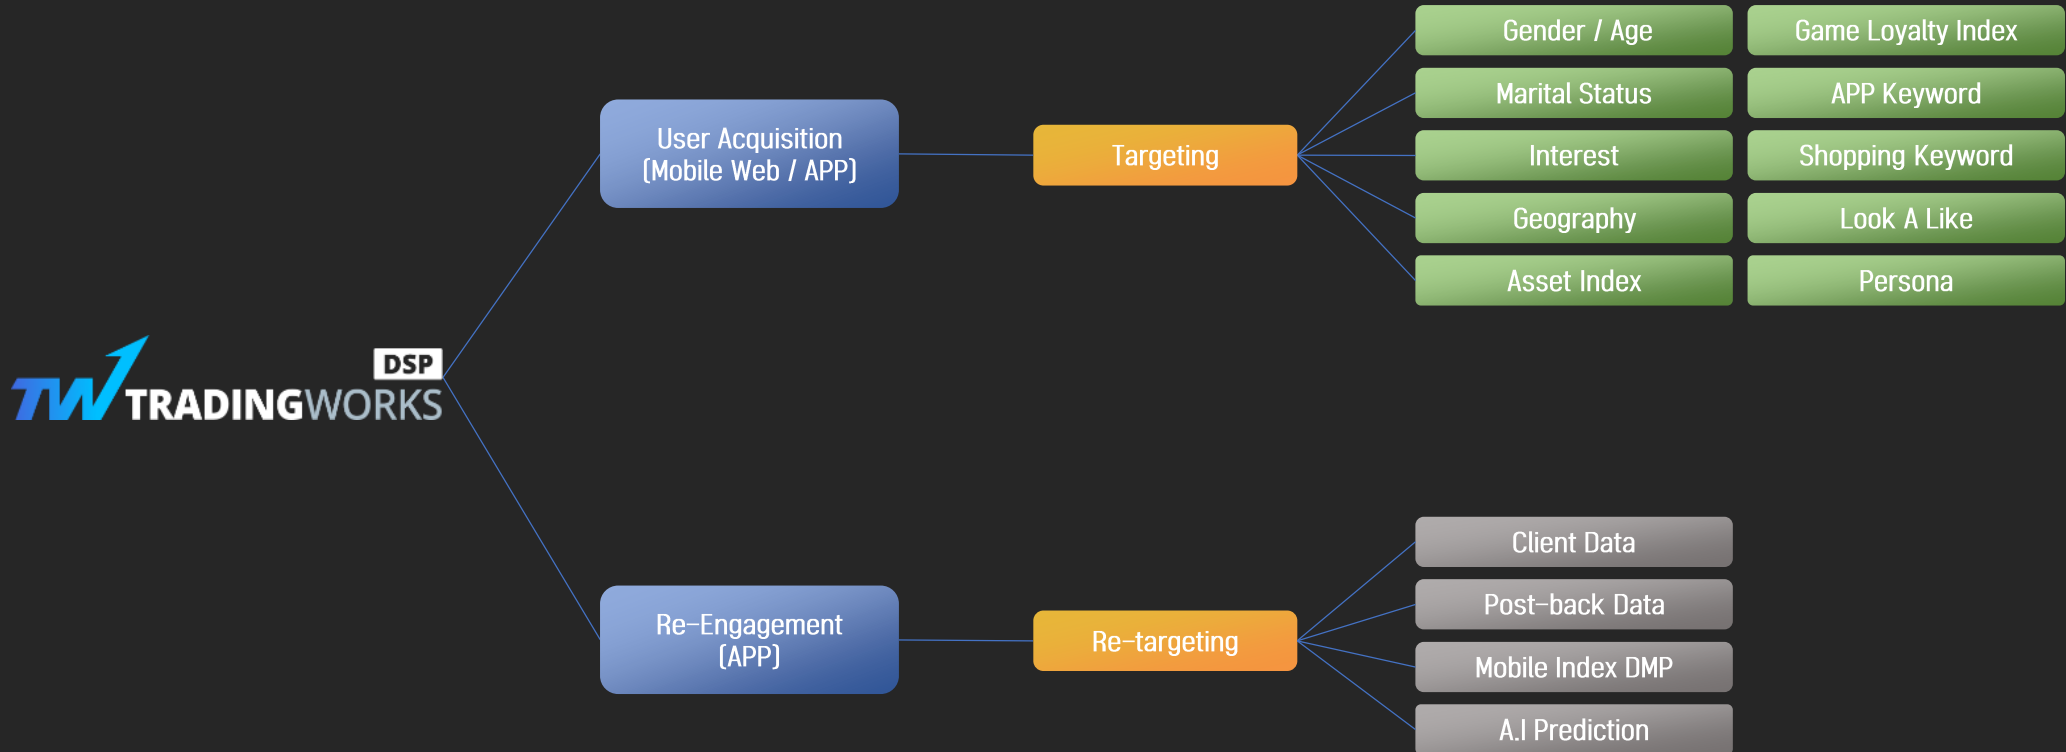 TW TRADINGWORKS
DSP
User Acquisition
(Mobile Web / APP)
Targeting
Gender / Age
Game Loyalty Index
Marital Status
APP Keyword
Interest
Shopping Keyword
Geography
Look A Like
Asset Index
Persona
Re-Engagement
(APP)
Re-targeting
Client Data
Post-back Data
Mobile Index DMP
A.I Prediction